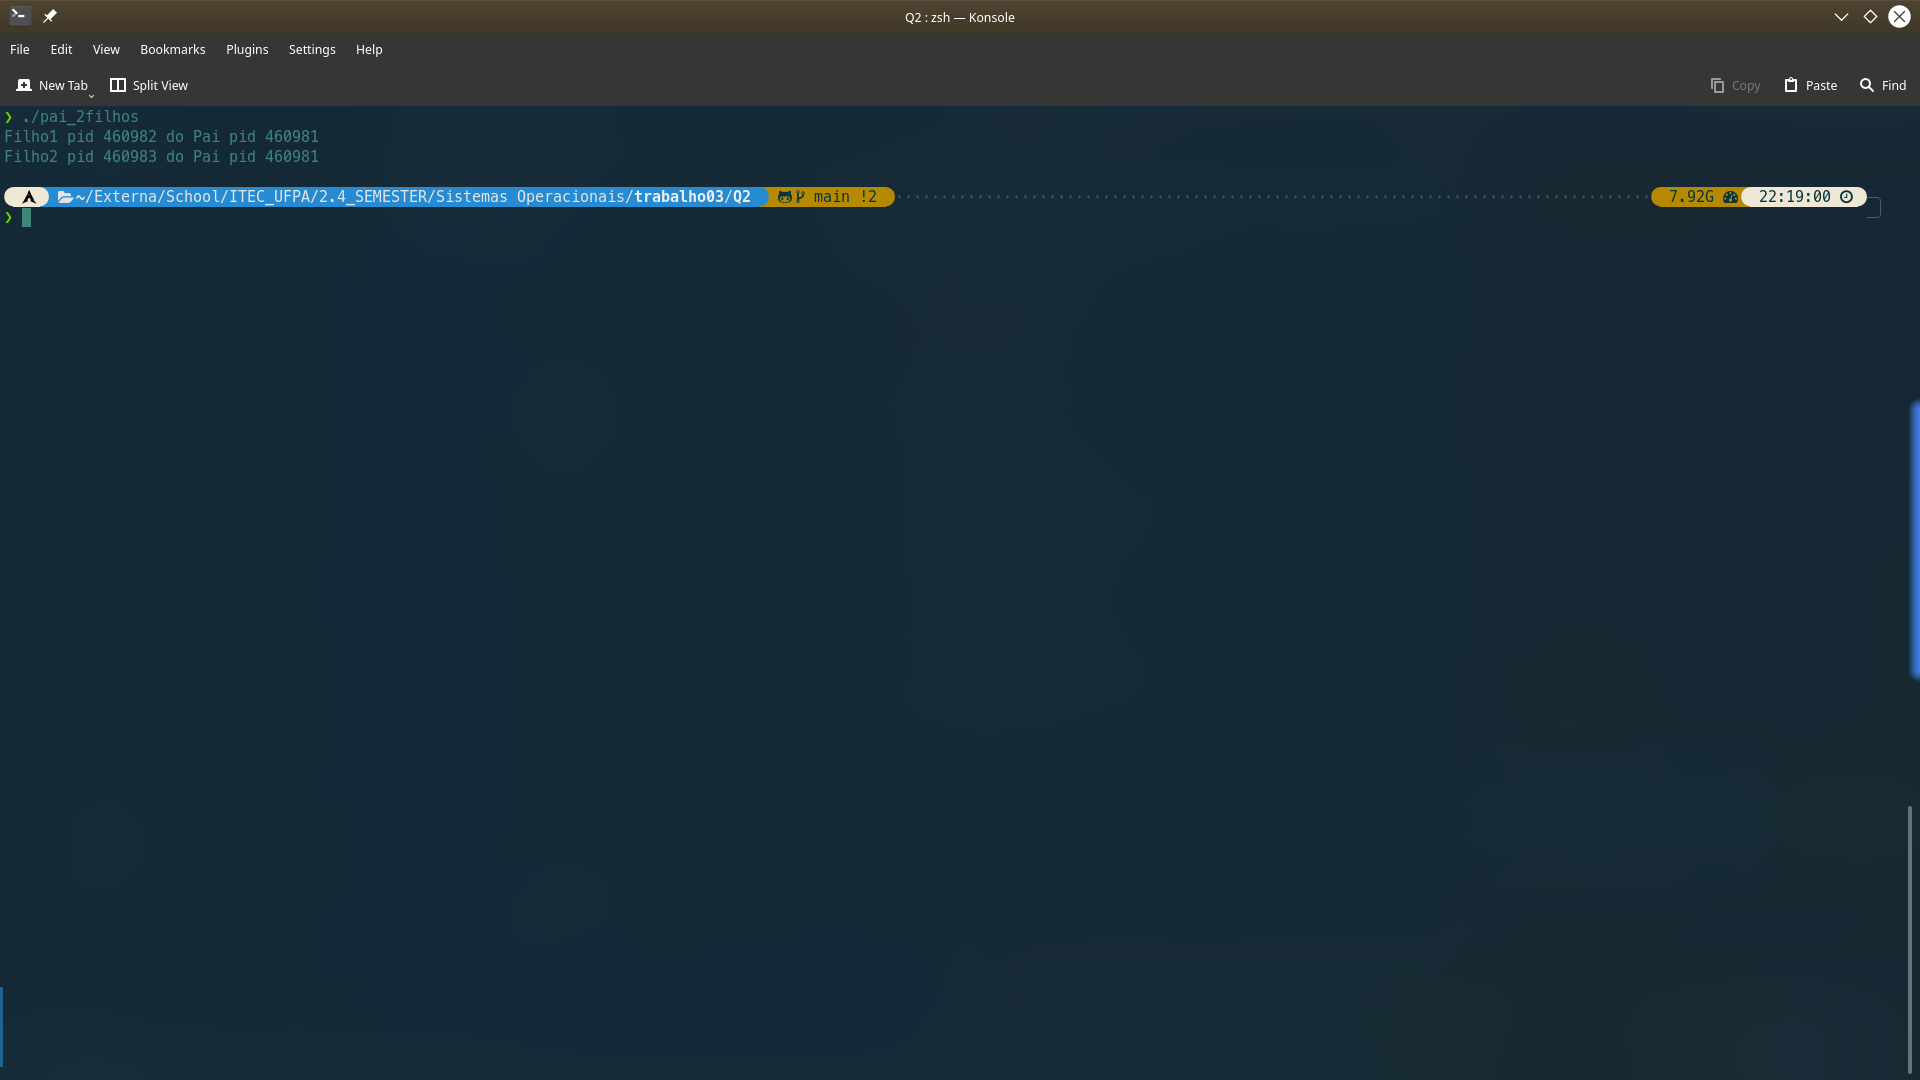 Q2 : zsh — Konsole
File Edit View Bookmarks Plugins Settings Help
New Tab Split View Copy Paste Find
❯ ./pai_2filhos
Filho1 pid 460982 do Pai pid 460981
Filho2 pid 460983 do Pai pid 460981
~/Externa/School/ITEC_UFPA/2.4_SEMESTER/Sistemas Operacionais/trabalho03/Q2 main !2 7.92G 22:19:00
❯